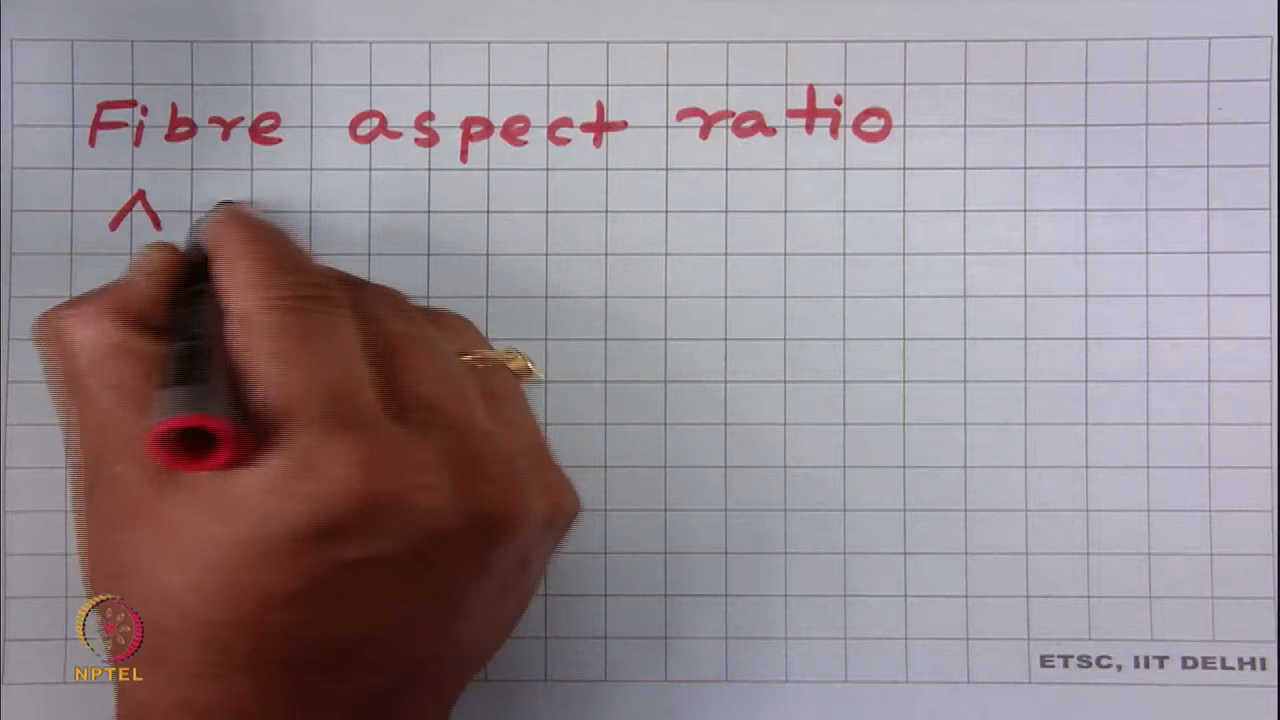 Fibre aspect ratio
Λ
NPTEL
ETSC, IIT DELHI